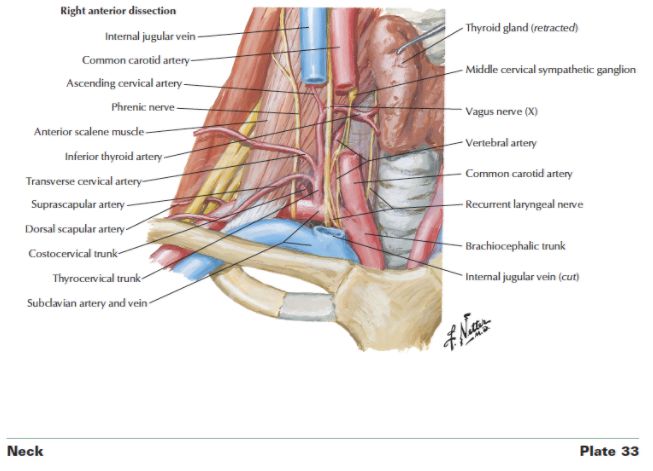 Right anterior dissection
Internal jugular vein
Common carotid artery
Ascending cervical artery
Phrenic nerve
Anterior scalene muscle
Inferior thyroid artery
Transverse cervical artery
Suprascapular artery
Dorsal scapular artery
Costocervical trunk
Thyrocervical trunk
Subclavian artery and vein
Thyroid gland (retracted)
Middle cervical sympathetic ganglion
Vagus nerve (X)
Vertebral artery
Common carotid artery
Recurrent laryngeal nerve
Brachiocephalic trunk
Internal jugular vein (cut)
F. Netter
M.D.
Neck
Plate 33